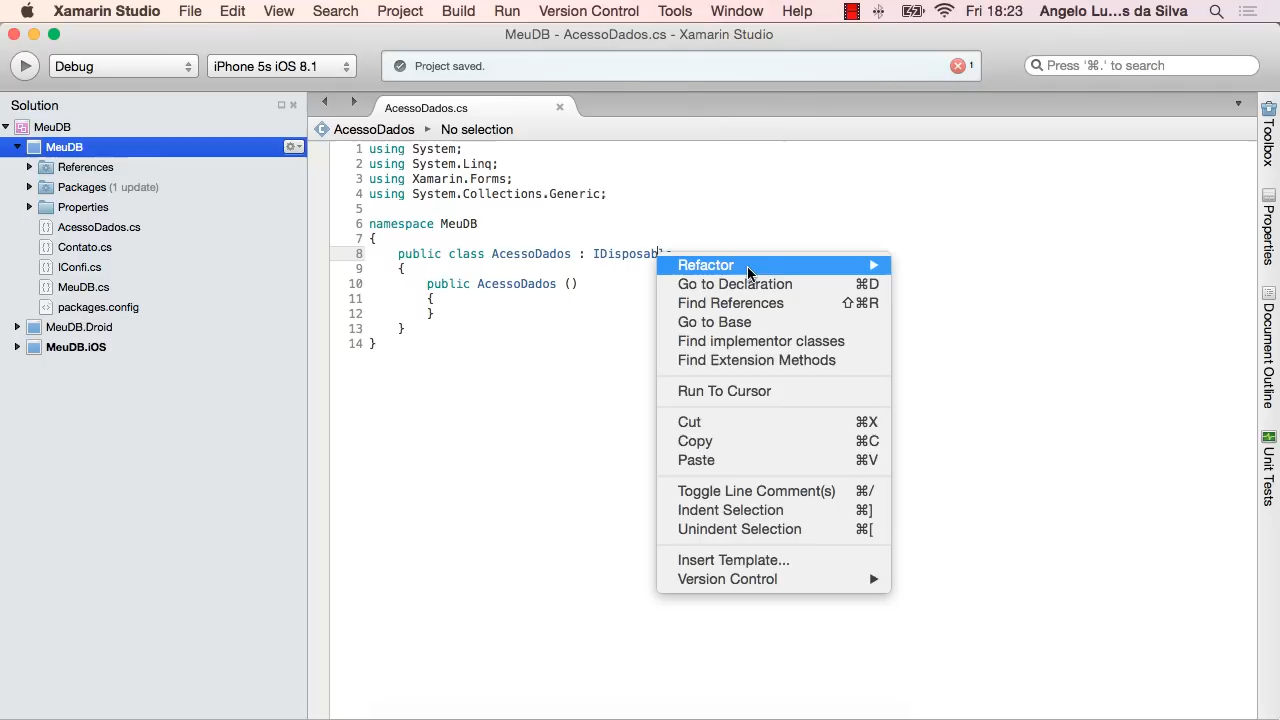 Xamarin Studio File Edit View Search Project Build Run Version Control Tools Window Help Fri 18:23 Angelo Lu...s da Silva
MeuDB - AcessoDados.cs - Xamarin Studio
Debug iPhone 5s iOS 8.1 Project saved. 1 Press '⌘.' to search
Solution
MeuDB
MeuDB
References
Packages (1 update)
Properties
AcessoDados.cs
Contato.cs
IConfi.cs
MeuDB.cs
packages.config
MeuDB.Droid
MeuDB.iOS
AcessoDados.cs
AcessoDados No selection
1 using System;
2 using System.Linq;
3 using Xamarin.Forms;
4 using System.Collections.Generic;
5
6 namespace MeuDB
7 {
8 public class AcessoDados : IDisposable
9 {
10 public AcessoDados ()
11 {
12 }
13 }
14 }
Refactor
Go to Declaration ⌘D
Find References ⇧⌘R
Go to Base
Find implementor classes
Find Extension Methods
Run To Cursor
Cut ⌘X
Copy ⌘C
Paste ⌘V
Toggle Line Comment(s) ⌘/
Indent Selection ⌘]
Unindent Selection ⌘[
Insert Template...
Version Control
Toolbox
Properties
Document Outline
Unit Tests